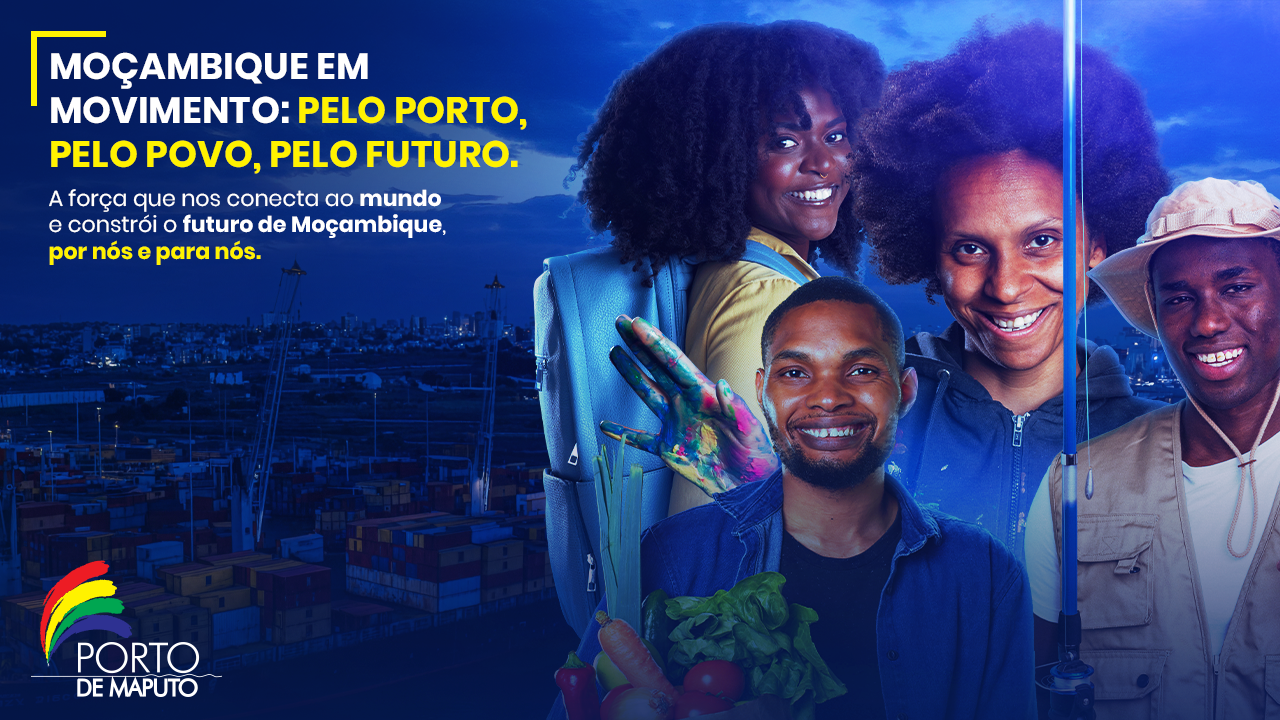 MOÇAMBIQUE EM
MOVIMENTO: PELO PORTO,
PELO POVO, PELO FUTURO.
A força que nos conecta ao mundo
e constrói o futuro de Moçambique,
por nós e para nós.
PORTO
DE MAPUTO